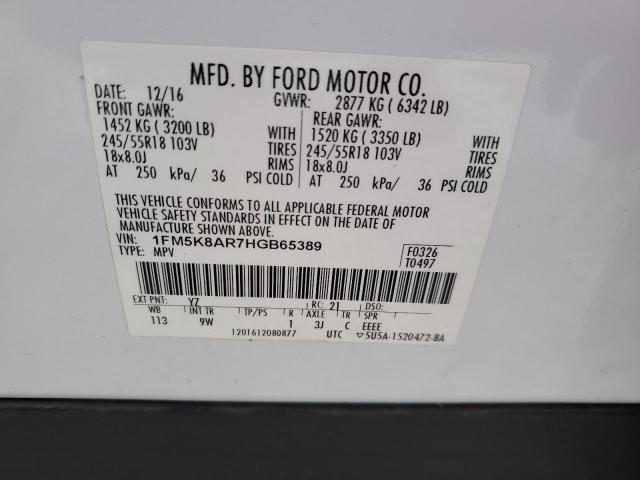 MFD. BY FORD MOTOR CO.
DATE: 12/16 GVWR: 2877 KG ( 6342 LB)
FRONT GAWR: REAR GAWR:
1452 KG ( 3200 LB) WITH 1520 KG ( 3350 LB) WITH
245/55R18 103V TIRES 245/55R18 103V TIRES
18x8.0J RIMS 18x8.0J RIMS
AT 250 kPa/ 36 PSI COLD AT 250 kPa/ 36 PSI COLD
THIS VEHICLE CONFORMS TO ALL APPLICABLE FEDERAL MOTOR
VEHICLE SAFETY STANDARDS IN EFFECT ON THE DATE OF
MANUFACTURE SHOWN ABOVE.
VIN: 1FM5K8AR7HGB65389 F0326
TYPE: MPV T0497
EXT PNT: YZ RC: 21 DSO:
WB INT TR TP/PS R AXLE TR SPR
113 9W 1 3J C EEEE
1201612080877 UTC ▽5U5A-1520472-BA